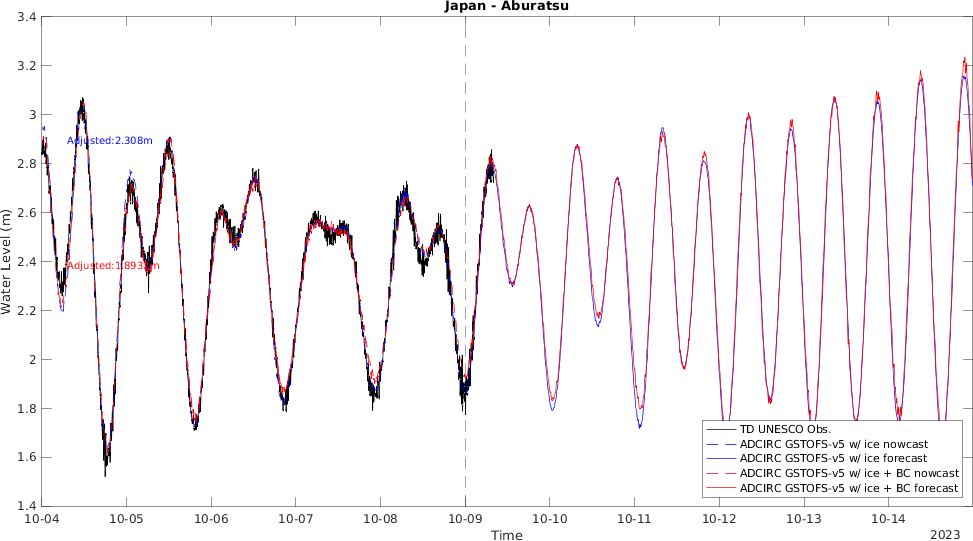 Japan - Aburatsu
3.4
3.2
3
2.8
2.6
2.4
2.2
2
1.8
1.6
1.4
Water Level (m)
Adjusted:2.308m
TD UNESCO Obs.
ADCIRC GSTOFS-v5 w/ ice nowcast
ADCIRC GSTOFS-v5 w/ ice forecast
ADCIRC GSTOFS-v5 w/ ice + BC nowcast
ADCIRC GSTOFS-v5 w/ ice + BC forecast
10-04 10-05 10-06 10-07 10-08 10-09 10-10 10-11 10-12 10-13 10-14
Time
2023